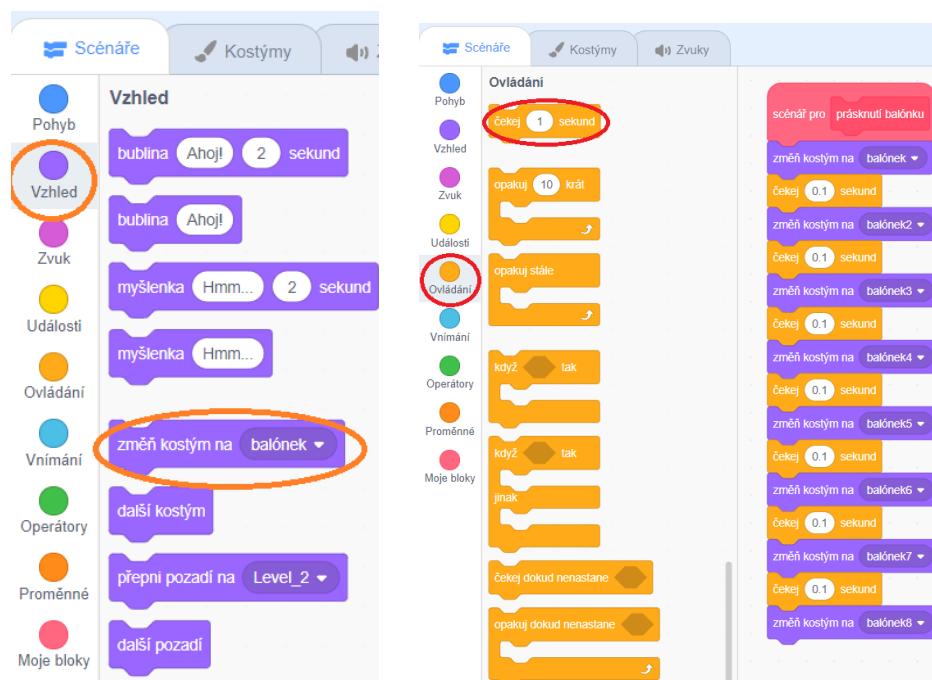 Scénáře
Kostýmy
Pohyb
Vzhled
Zvuk
Události
Ovládání
Vnímání
Operátory
Proměnné
Moje bloky
Vzhled
bublina Ahoj! 2 sekund
bublina Ahoj!
myšlenka Hmm... 2 sekund
myšlenka Hmm...
změň kostým na balónek
další kostým
přepni pozadí na Level_2
další pozadí
Scénáře
Kostýmy
Zvuky
Pohyb
Vzhled
Zvuk
Události
Ovládání
Vnímání
Operátory
Proměnné
Moje bloky
Ovládání
čekej 1 sekund
opakuj 10 krát
opakuj stále
když tak
když tak
jinak
čekej dokud nenastane
opakuj dokud nenastane
scénář pro prásknutí balónku
změň kostým na balónek
čekej 0.1 sekund
změň kostým na balónek2
čekej 0.1 sekund
změň kostým na balónek3
čekej 0.1 sekund
změň kostým na balónek4
čekej 0.1 sekund
změň kostým na balónek5
čekej 0.1 sekund
změň kostým na balónek6
čekej 0.1 sekund
změň kostým na balónek7
čekej 0.1 sekund
změň kostým na balónek8